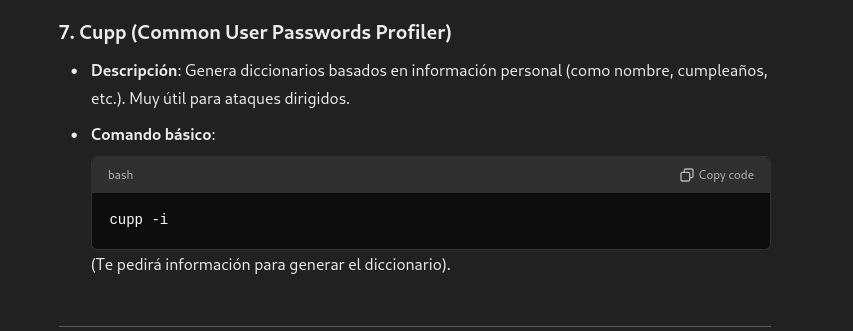 7. Cupp (Common User Passwords Profiler)
• Descripción: Genera diccionarios basados en información personal (como nombre, cumpleaños,
etc.). Muy útil para ataques dirigidos.
• Comando básico:
bash Copy code
cupp -i
(Te pedirá información para generar el diccionario).